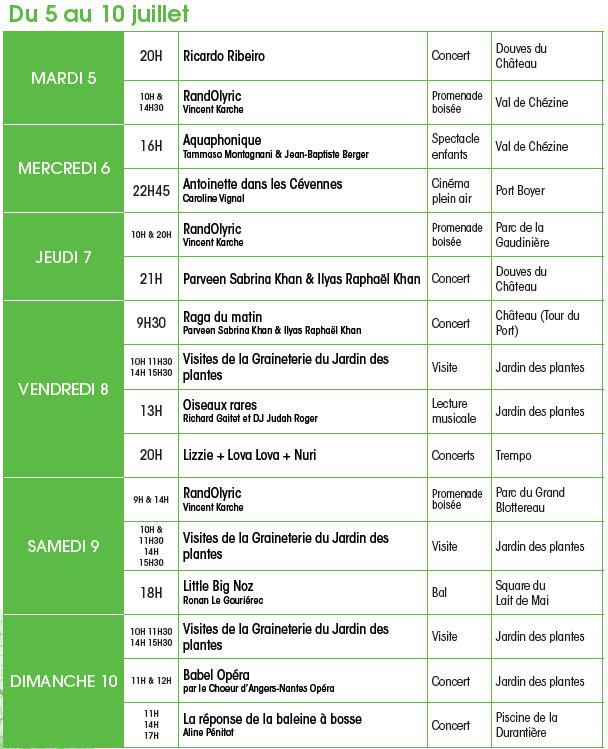 Du 5 au 10 juillet
MARDI 5
20H
Ricardo Ribeiro
Concert
Douves du
Château
10H &
14H30
RandOlyric
Vincent Karche
Promenade
boisée
Val de Chézine
MERCREDI 6
16H
Aquaphonique
Tammaso Montagnani & Jean-Baptiste Berger
Spectacle
enfants
Val de Chézine
22H45
Antoinette dans les Cévennes
Caroline Vignal
Cinéma
plein air
Port Boyer
JEUDI 7
10H & 20H
RandOlyric
Vincent Karche
Promenade
boisée
Parc de la
Gaudinière
21H
Parveen Sabrina Khan & Ilyas Raphaël Khan
Concert
Douves du
Château
VENDREDI 8
9H30
Raga du matin
Parveen Sabrina Khan & Ilyas Raphaël Khan
Concert
Château (Tour du
Port)
10H 11H30
14H 15H30
Visites de la Graineterie du Jardin des
plantes
Visite
Jardin des plantes
13H
Oiseaux rares
Richard Gaitet et DJ Judah Roger
Lecture
musicale
Jardin des plantes
20H
Lizzie + Lova Lova + Nuri
Concerts
Trempo
SAMEDI 9
9H & 14H
RandOlyric
Vincent Karche
Promenade
boisée
Parc du Grand
Blottereau
10H &
11H30
14H
15H30
Visites de la Graineterie du Jardin des
plantes
Visite
Jardin des plantes
18H
Little Big Noz
Ronan Le Gouriérec
Bal
Square du
Lait de Mai
DIMANCHE 10
10H 11H30
14H 15H30
Visites de la Graineterie du Jardin des
plantes
Visite
Jardin des plantes
11H & 12H
Babel Opéra
par le Choeur d'Angers-Nantes Opéra
Concert
Jardin des plantes
11H
14H
17H
La réponse de la baleine à bosse
Aline Pénitot
Concert
Piscine de la
Durantière